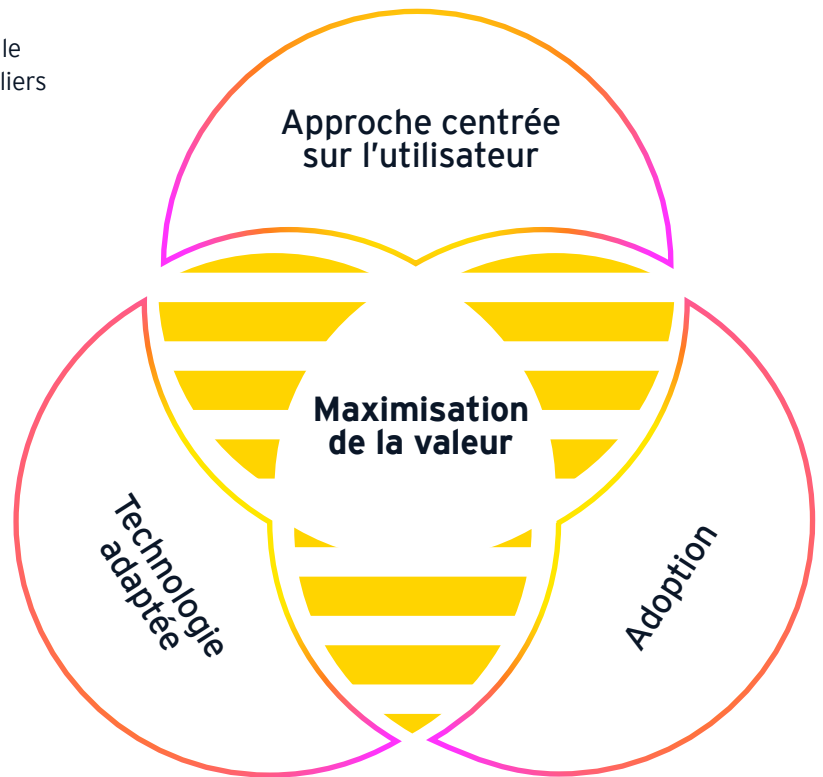 le
liers
Approche centrée
sur l’utilisateur
Maximisation
de la valeur
Technologie
adaptée
Adoption